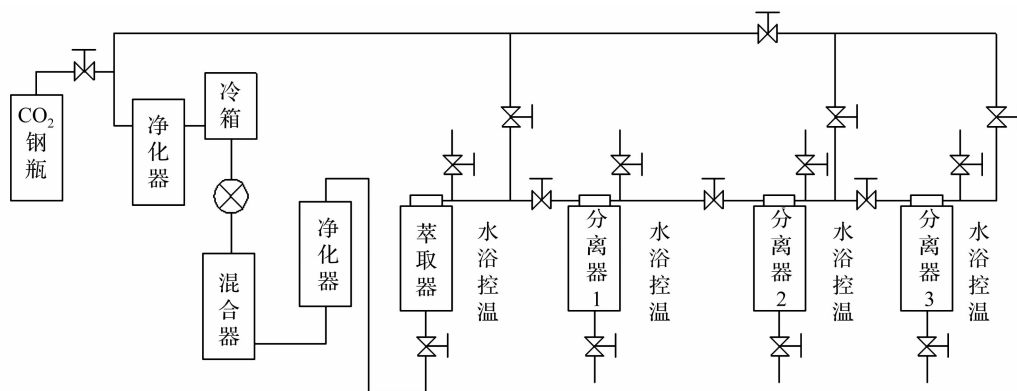 CO2
钢
瓶
净
化
器
冷
箱
混
合
器
净
化
器
萃
取
器
水
浴
控
温
分
离
器
1
水
浴
控
温
分
离
器
2
水
浴
控
温
分
离
器
3
水
浴
控
温